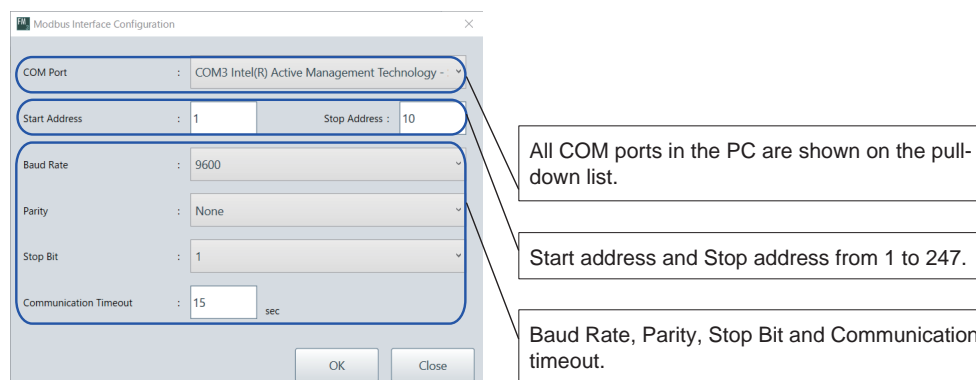 FM Modbus Interface Configuration
COM Port : COM3 Intel(R) Active Management Technology -
Start Address : 1 Stop Address : 10
Baud Rate : 9600
Parity : None
Stop Bit : 1
Communication Timeout : 15 sec
OK Close
All COM ports in the PC are shown on the pull-
down list.
Start address and Stop address from 1 to 247.
Baud Rate, Parity, Stop Bit and Communication
timeout.